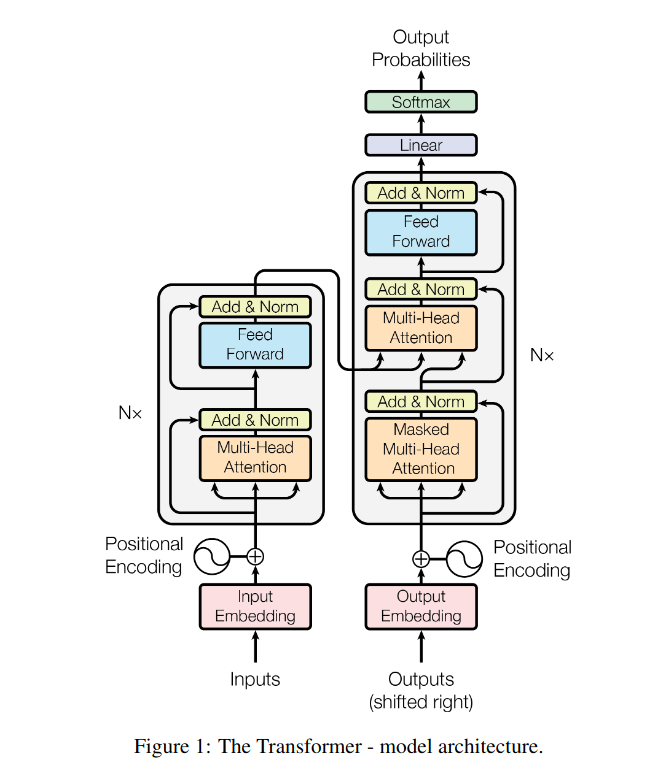 Output
Probabilities
Softmax
Linear
Add & Norm
Feed
Forward
Add & Norm
Multi-Head
Attention
Add & Norm
Masked
Multi-Head
Attention
Nx
Add & Norm
Feed
Forward
Add & Norm
Multi-Head
Attention
N×
Positional
Encoding
Positional
Encoding
Input
Embedding
Output
Embedding
Inputs
Outputs
(shifted right)
Figure 1: The Transformer - model architecture.